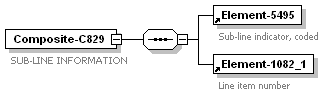 Element-5495
Sub-line indicator, coded
Composite-C829
SUB-LINE INFORMATION
Element-1082_1
Line item number